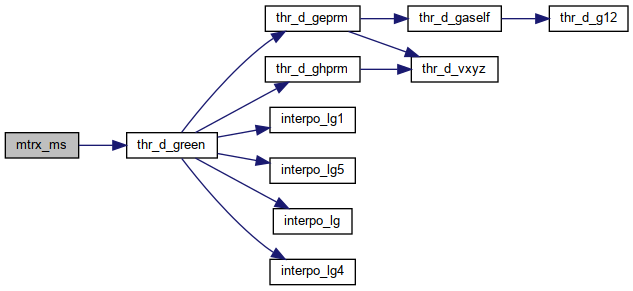 thr_d_geprm
thr_d_gaself
thr_d_g12
thr_d_ghprm
thr_d_vxyz
interpo_lg1
mtrx_ms
thr_d_green
interpo_lg5
interpo_lg
interpo_lg4